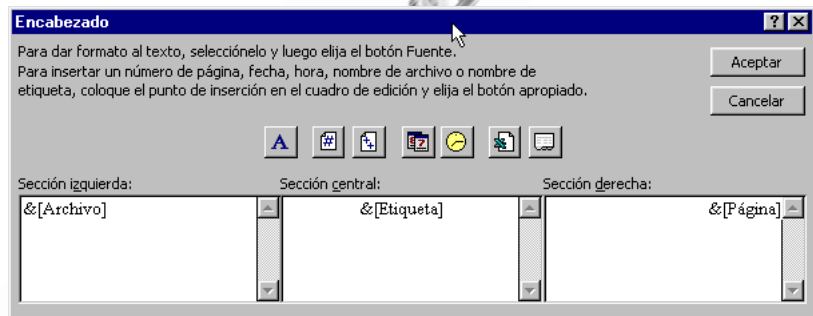 Encabezado
Para dar formato al texto, selecciónelo y luego elija el botón Fuente.
Para insertar un número de página, fecha, hora, nombre de archivo o nombre de
etiqueta, coloque el punto de inserción en el cuadro de edición y elija el botón apropiado.
Aceptar
Cancelar
A
Sección izquierda:
Sección central:
Sección derecha:
&[Archivo]
&[Etiqueta]
&[Página]